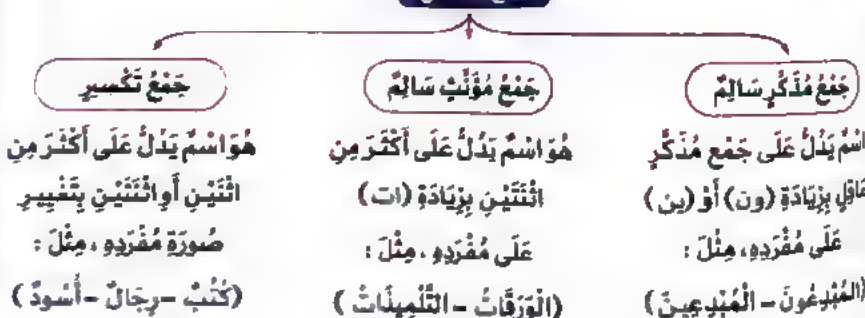 جَمْعُ مُذَكَّرٍ سَالِمٌ
اسْمٌ يَدُلُّ عَلَى جَمْعِ مُذَكَّرٍ
عَاقِلٍ بِزِيَادَةِ (ون) أَوْ (ين)
عَلَى مُفْرَدِهِ، مِثْلَ :
(الْمُبْدِعُونَ - الْمُبْدِعِينَ)
جَمْعُ مُؤَنَّثٍ سَالِمٌ
هُوَ اسْمٌ يَدُلُّ عَلَى أَكْثَرَ مِنِ
اثْنَتَيْنِ بِزِيَادَةِ (ات)
عَلَى مُفْرَدِهِ ، مِثْلَ :
(الْوَرَقَاتُ - التِّلْمِيذَاتُ)
جَمْعُ تَكْسِيرٍ
هُوَ اسْمٌ يَدُلُّ عَلَى أَكْثَرَ مِنِ
اثْنَيْنِ أَوِ اثْنَتَيْنِ بِتَغْيِيرِ
صُورَةِ مُفْرَدِهِ ، مِثْلَ :
(كُتُبٌ - رِجَالٌ - أُسُودٌ)